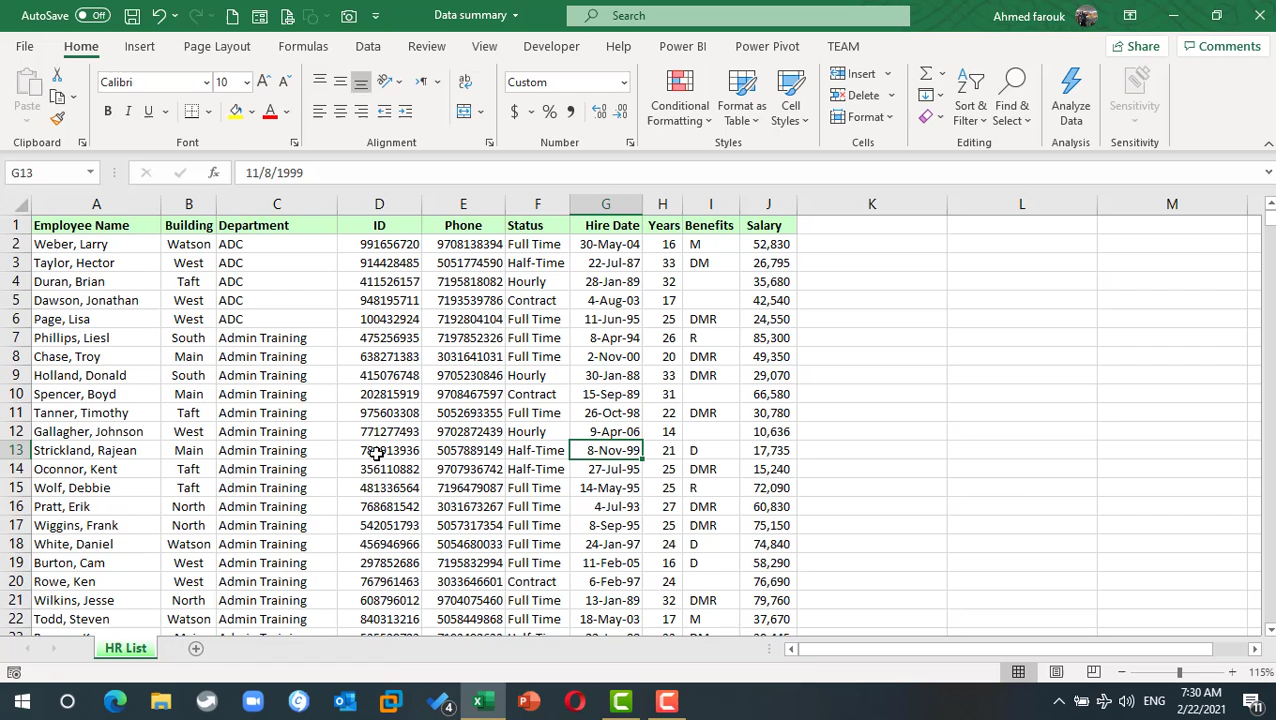 AutoSave Off Data summary Search Ahmed farouk
File Home Insert Page Layout Formulas Data Review View Developer Help Power BI Power Pivot TEAM Share Comments
Paste
Calibri 10
B I U A
Custom
$ % 9
Conditional Formatting
Format as Table
Cell Styles
Insert
Delete
Format
Sort & Filter
Find & Select
Analyze Data
Sensitivity
Clipboard Font Alignment Number Styles Cells Editing Analysis Sensitivity
G13 fx 11/8/1999
A B C D E F G H I J K L M
1 Employee Name Building Department ID Phone Status Hire Date Years Benefits Salary
2 Weber, Larry Watson ADC 991656720 9708138394 Full Time 30-May-04 16 M 52,830
3 Taylor, Hector West ADC 914428485 5051774590 Half-Time 22-Jul-87 33 DM 26,795
4 Duran, Brian Taft ADC 411526157 7195818082 Hourly 28-Jan-89 32 35,680
5 Dawson, Jonathan West ADC 948195711 7193539786 Contract 4-Aug-03 17 42,540
6 Page, Lisa West ADC 100432924 7192804104 Full Time 11-Jun-95 25 DMR 24,550
7 Phillips, Liesl South Admin Training 475256935 7197852326 Full Time 8-Apr-94 26 R 85,300
8 Chase, Troy Main Admin Training 638271383 3031641031 Full Time 2-Nov-00 20 DMR 49,350
9 Holland, Donald South Admin Training 415076748 9705230846 Hourly 30-Jan-88 33 DMR 29,070
10 Spencer, Boyd Main Admin Training 202815919 9708467597 Contract 15-Sep-89 31 66,580
11 Tanner, Timothy Taft Admin Training 975603308 5052693355 Full Time 26-Oct-98 22 DMR 30,780
12 Gallagher, Johnson West Admin Training 771277493 9702872439 Hourly 9-Apr-06 14 10,636
13 Strickland, Rajean Main Admin Training 5057889149 Half-Time 8-Nov-99 21 D 17,735
14 Oconnor, Kent Taft Admin Training 356110882 9707936742 Half-Time 27-Jul-95 25 DMR 15,240
15 Wolf, Debbie Taft Admin Training 481336564 7196479087 Full Time 14-May-95 25 R 72,090
16 Pratt, Erik North Admin Training 768681542 3031673267 Full Time 4-Jul-93 27 DMR 60,830
17 Wiggins, Frank North Admin Training 542051793 5057317354 Full Time 8-Sep-95 25 DMR 75,150
18 White, Daniel Watson Admin Training 456946966 5054680033 Full Time 24-Jan-97 24 D 74,840
19 Burton, Cam West Admin Training 297852686 7195832994 Full Time 11-Feb-05 16 D 58,290
20 Rowe, Ken West Admin Training 767961463 3033646601 Contract 6-Feb-97 24 76,690
21 Wilkins, Jesse North Admin Training 608796012 9704075460 Full Time 13-Jan-89 32 DMR 79,760
22 Todd, Steven Watson Admin Training 840313216 5058449868 Full Time 18-May-03 17 M 37,670
HR List
115%
4 ENG 7:30 AM
2/22/2021 11